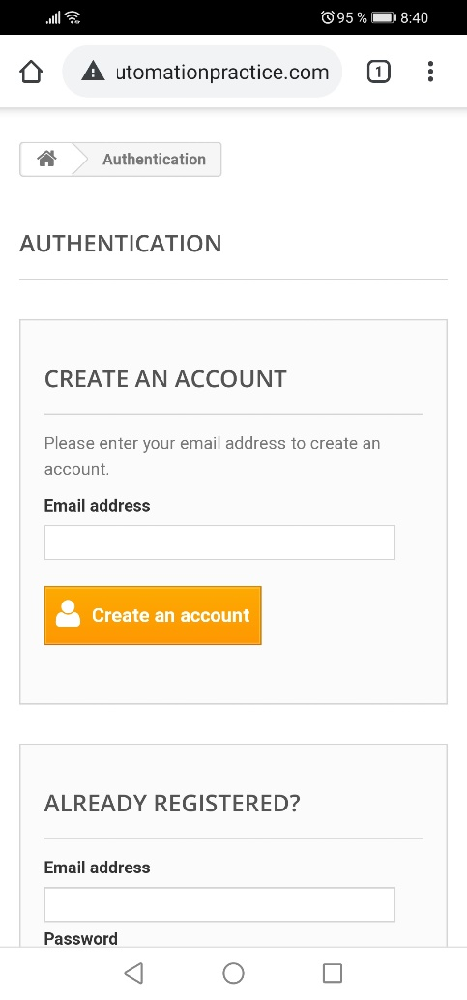 95 % 8:40
utomationpractice.com 1
Authentication
AUTHENTICATION
CREATE AN ACCOUNT
Please enter your email address to create an
account.
Email address
Create an account
ALREADY REGISTERED?
Email address
Password